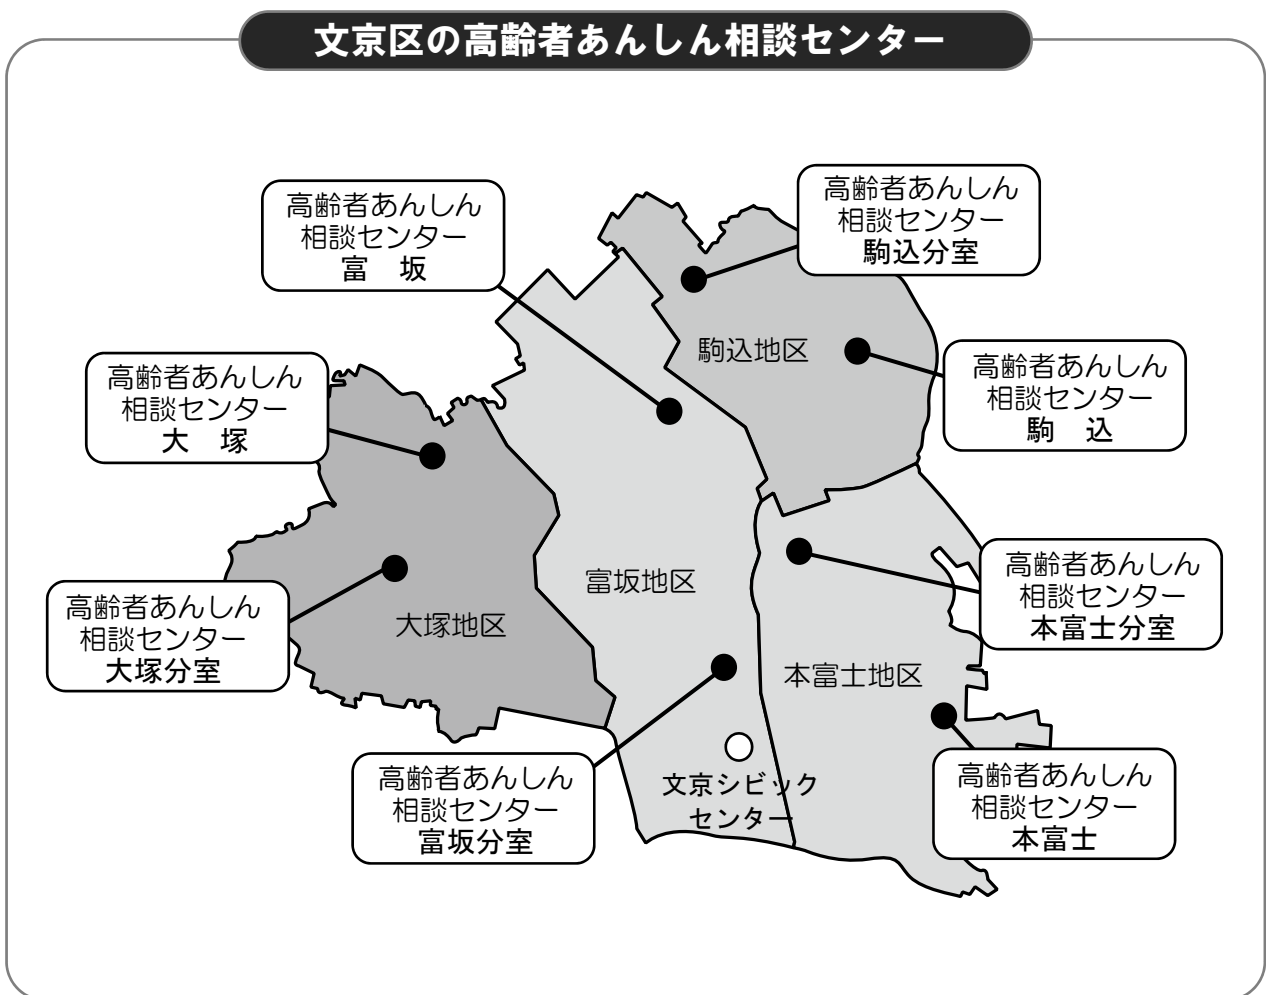 文京区の高齢者あんしん相談センター
高齢者あんしん
相談センター
駒込分室
高齢者あんしん
相談センター
富　坂
駒込地区
高齢者あんしん
相談センター
駒　込
高齢者あんしん
相談センター
大　塚
高齢者あんしん
相談センター
本富士分室
富坂地区
高齢者あんしん
相談センター
大塚分室
大塚地区
本富士地区
高齢者あんしん
相談センター
富坂分室
文京シビック
センター
高齢者あんしん
相談センター
本富士